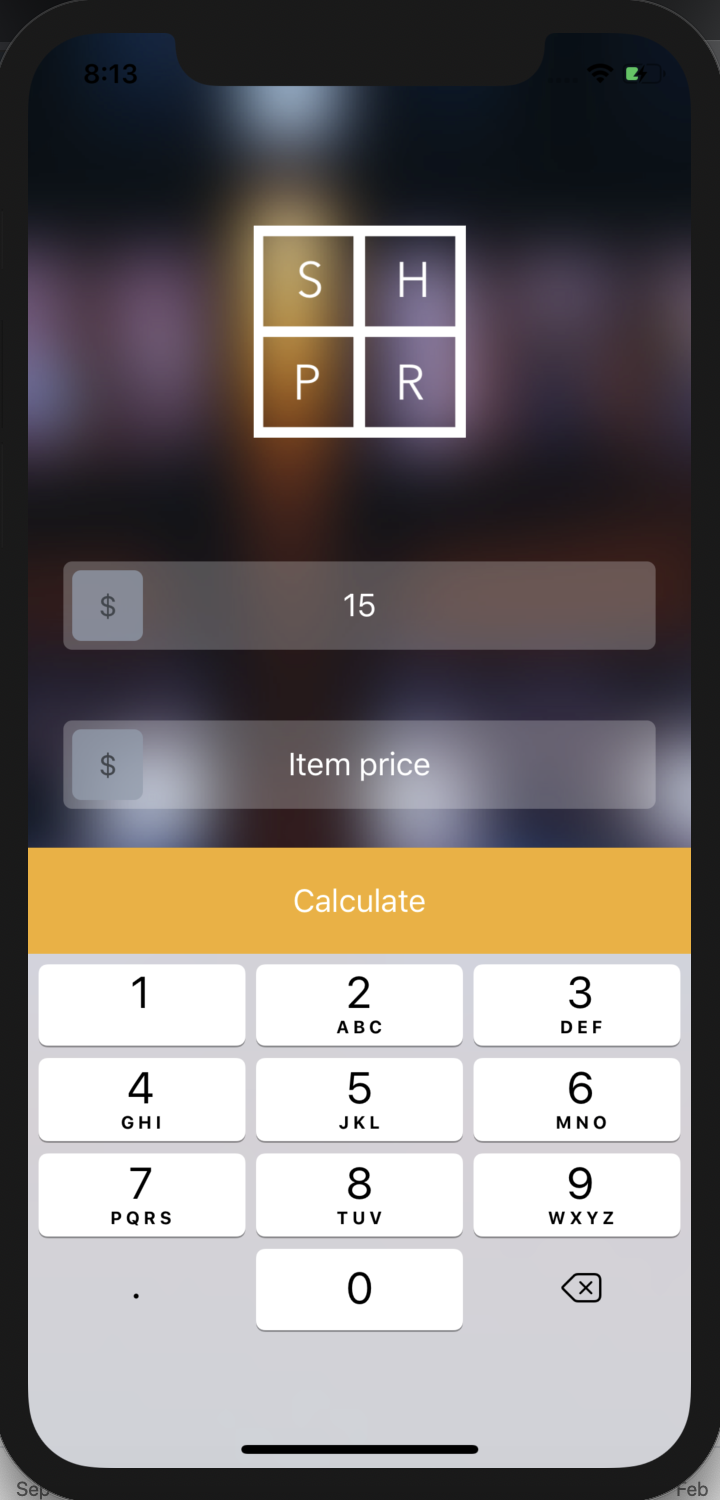 8:13
S H
P R
$ 15
$ Item price
Calculate
1 2 3
ABC DEF
4 5 6
GHI JKL MNO
7 8 9
PQRS TUV WXYZ
. 0
Sep Feb